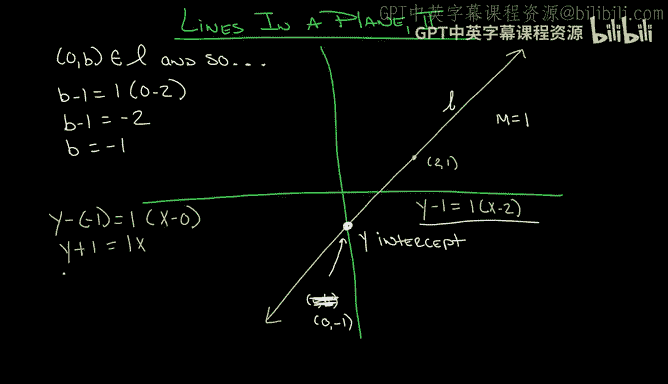 LINES IN A PLANE, II
GPT中英字幕课程资源@bilibili.com
GPT中英字幕课程资源 bilibili
(0,b) ∈ l AND SO...
b-1 = 1(0-2)
b-1 = -2
b = -1
l
M=1
(2,1)
y-1=1(x-2)
y-(-1)=1(x-0)
y+1=1x
y INTERCEPT
(0,-1)